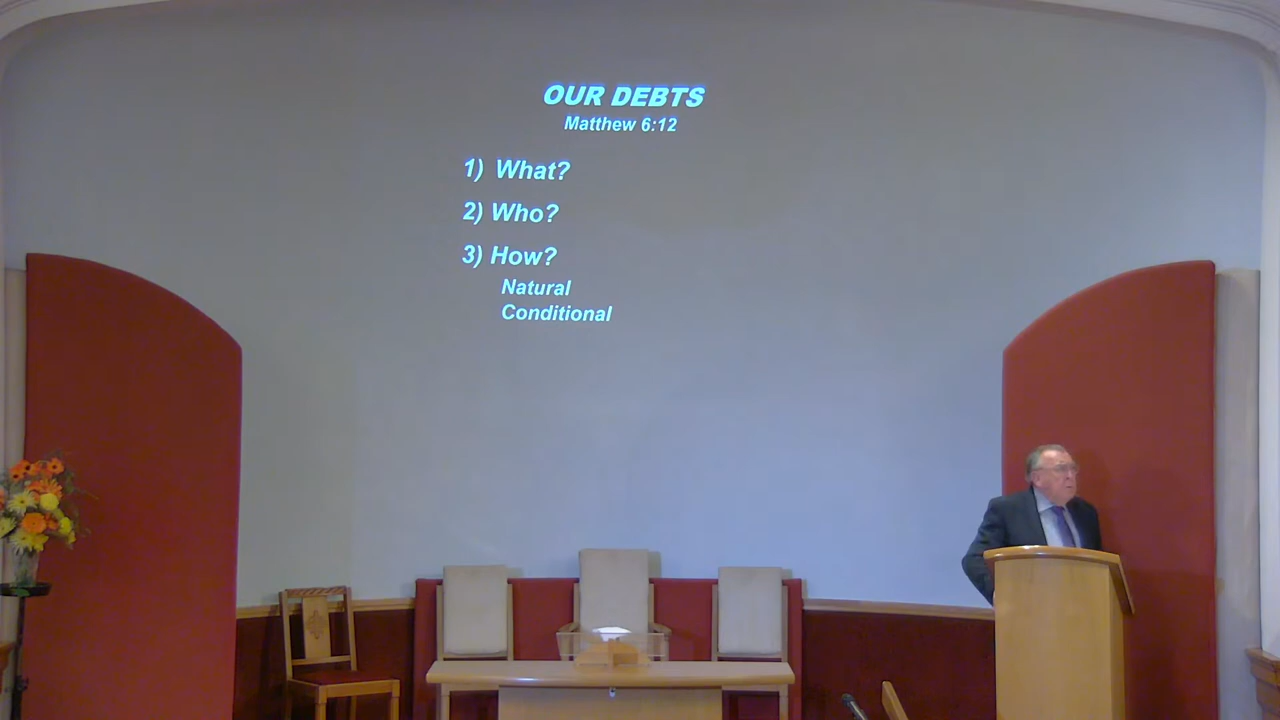 OUR DEBTS
Matthew 6:12
1) What?
2) Who?
3) How?
Natural
Conditional